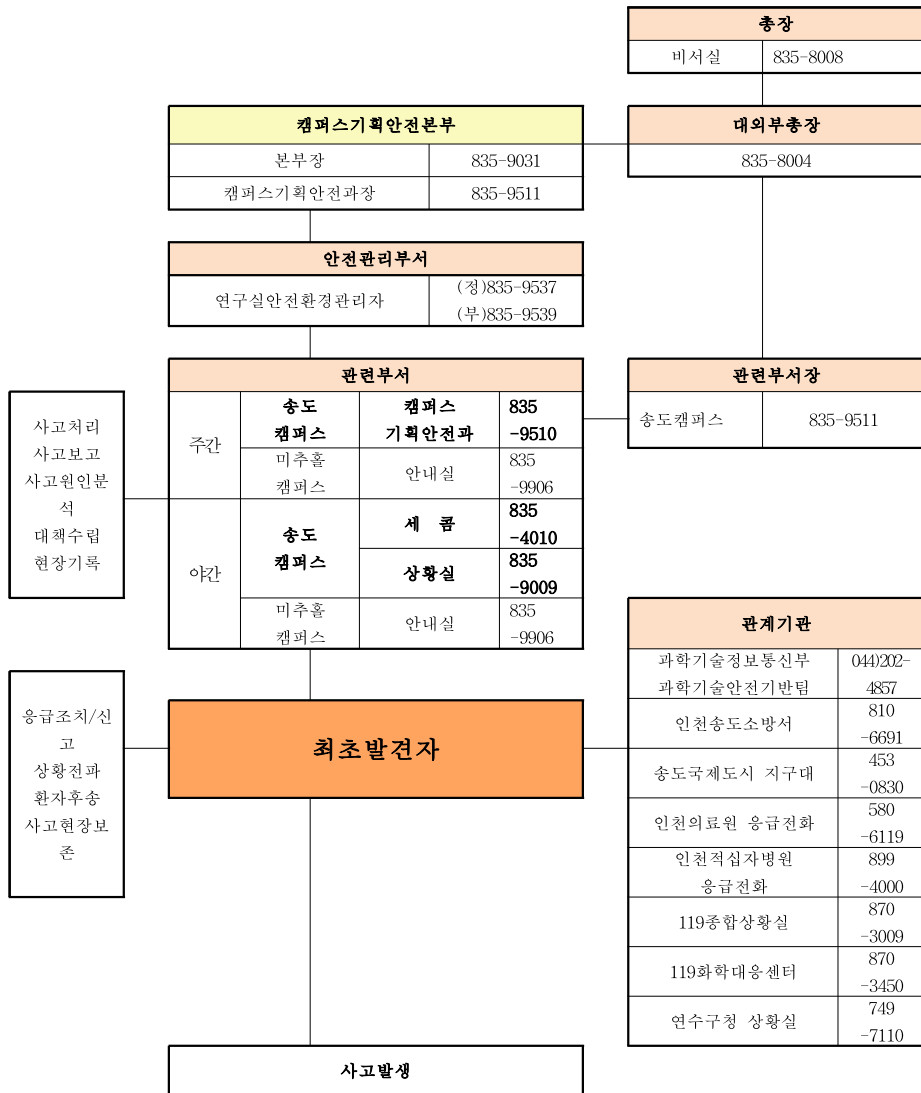 총장
비서실 835-8008
캠퍼스기획안전본부
본부장 835-9031
캠퍼스기획안전과장 835-9511
대외부총장
835-8004
안전관리부서
연구실안전환경관리자
(정)835-9537
(부)835-9539
관련부서
주간
송도
캠퍼스
캠퍼스
기획안전과
835
-9510
미추홀
캠퍼스
안내실
835
-9906
야간
송도
캠퍼스
세 콤
835
-4010
상황실
835
-9009
미추홀
캠퍼스
안내실
835
-9906
관련부서장
송도캠퍼스 835-9511
사고처리
사고보고
사고원인분
석
대책수립
현장기록
응급조치/신
고
상황전파
환자후송
사고현장보
존
최초발견자
관계기관
과학기술정보통신부
과학기술안전기반팀
044)202-
4857
인천송도소방서
810
-6691
송도국제도시 지구대
453
-0830
인천의료원 응급전화
580
-6119
인천적십자병원
응급전화
899
-4000
119종합상황실
870
-3009
119화학대응센터
870
-3450
연수구청 상황실
749
-7110
사고발생